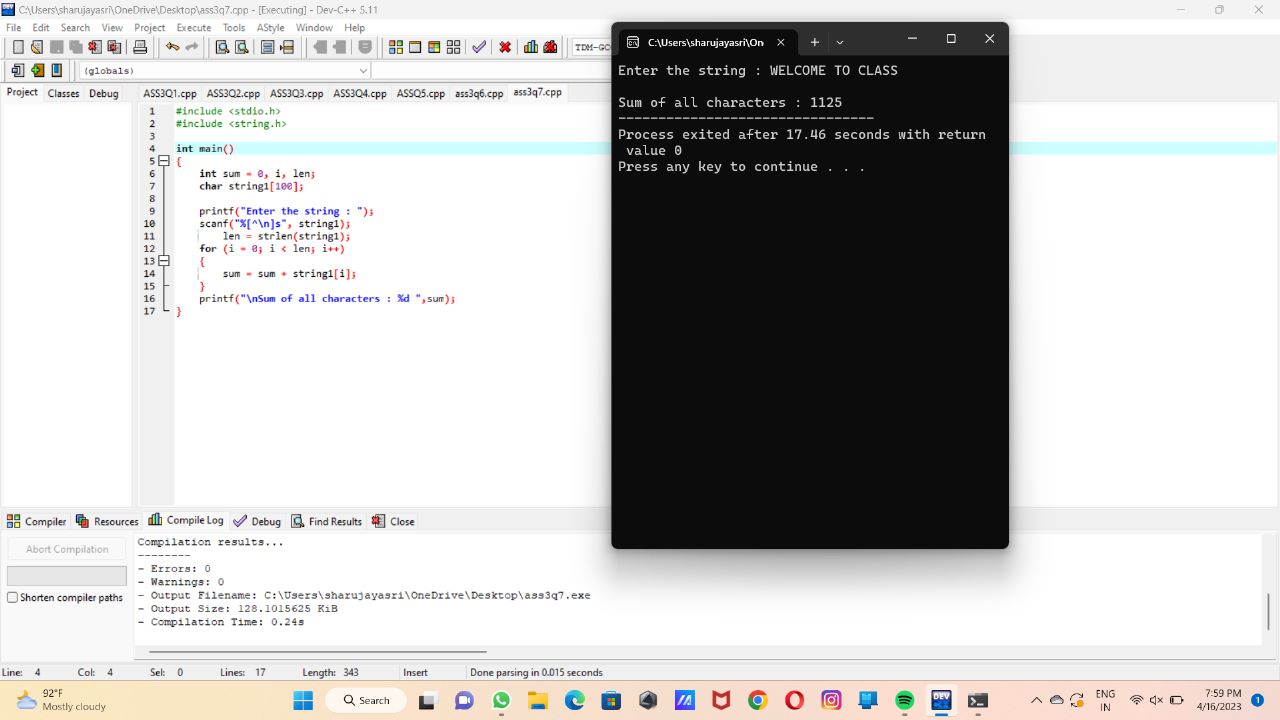 C:\Users\sharujayasri\OneDrive\Desktop\ass3q7.cpp - [Executing] - Dev-C++ 5.11
File Edit Search View Project Execute Tools AStyle Window Help
TDM-GC
(globals)
Project Classes Debug
ASS3Q1.cpp ASS3Q2.cpp ASS3Q3.cpp ASS3Q4.cpp ASSQ5.cpp ass3q6.cpp ass3q7.cpp
1 #include <stdio.h>
2 #include <string.h>
3
4 int main()
5 {
6 int sum = 0, i, len;
7 char string1[100];
8
9 printf("Enter the string : ");
10 scanf("%[^\n]s", string1);
11 len = strlen(string1);
12 for (i = 0; i < len; i++)
13 {
14 sum = sum + string1[i];
15 }
16 printf("\nSum of all characters : %d ",sum);
17 }
C:\Users\sharujayasri\On
Enter the string : WELCOME TO CLASS
Sum of all characters : 1125
--------------------------------
Process exited after 17.46 seconds with return
value 0
Press any key to continue . . .
Compiler Resources Compile Log Debug Find Results Close
Abort Compilation
Shorten compiler paths
Compilation results...
--------
- Errors: 0
- Warnings: 0
- Output Filename: C:\Users\sharujayasri\OneDrive\Desktop\ass3q7.exe
- Output Size: 128.1015625 KiB
- Compilation Time: 0.24s
Line: 4 Col: 4 Sel: 0 Lines: 17 Length: 343 Insert Done parsing in 0.015 seconds
92°F
Mostly cloudy
Search
DEV
ENG
IN
7:59 PM
4/16/2023
1